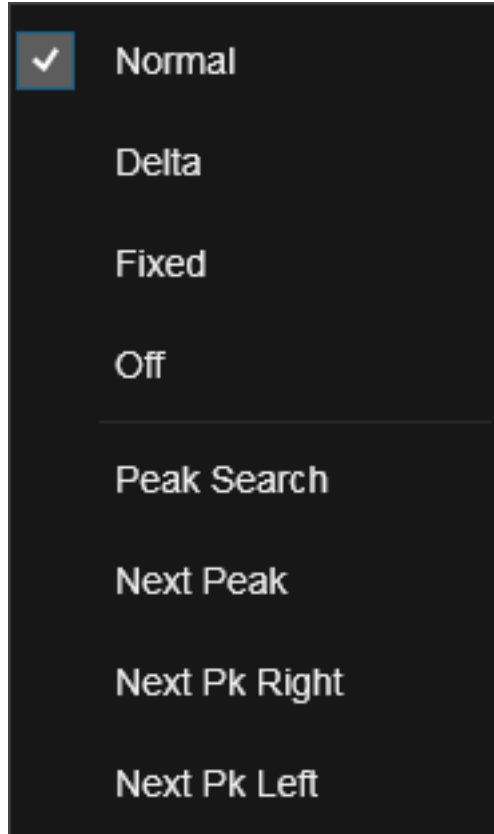 Normal
Delta
Fixed
Off
Peak Search
Next Peak
Next Pk Right
Next Pk Left